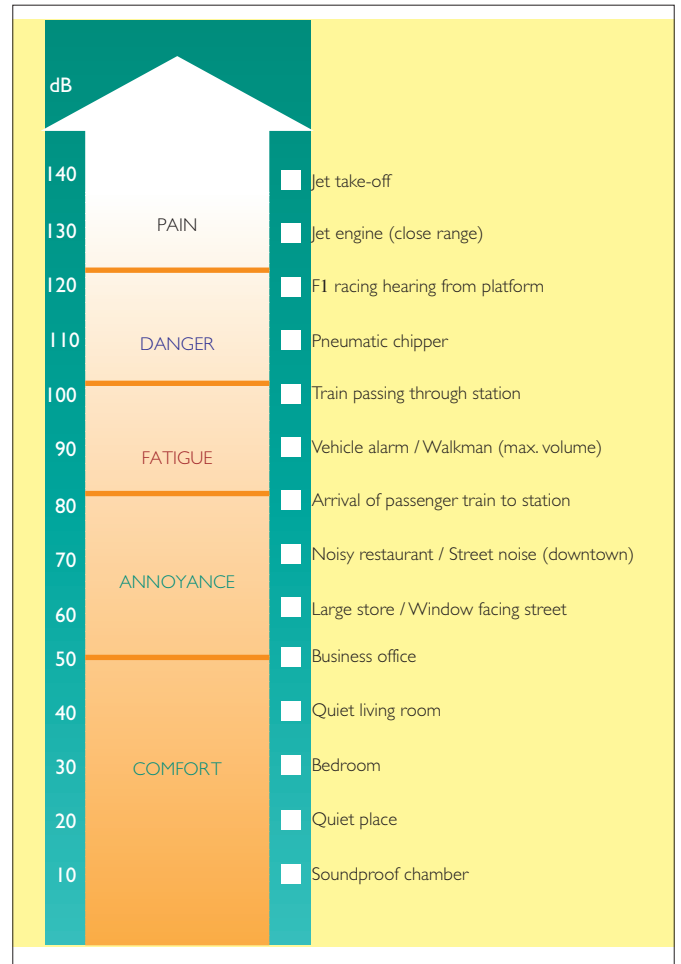 dB
140
Jet take-off
PAIN
130
Jet engine (close range)
120
F1 racing hearing from platform
110
DANGER
Pneumatic chipper
100
Train passing through station
90
FATIGUE
Vehicle alarm / Walkman (max. volume)
80
Arrival of passenger train to station
70
Noisy restaurant / Street noise (downtown)
ANNOYANCE
60
Large store / Window facing street
50
Business office
40
Quiet living room
30
COMFORT
Bedroom
20
Quiet place
10
Soundproof chamber